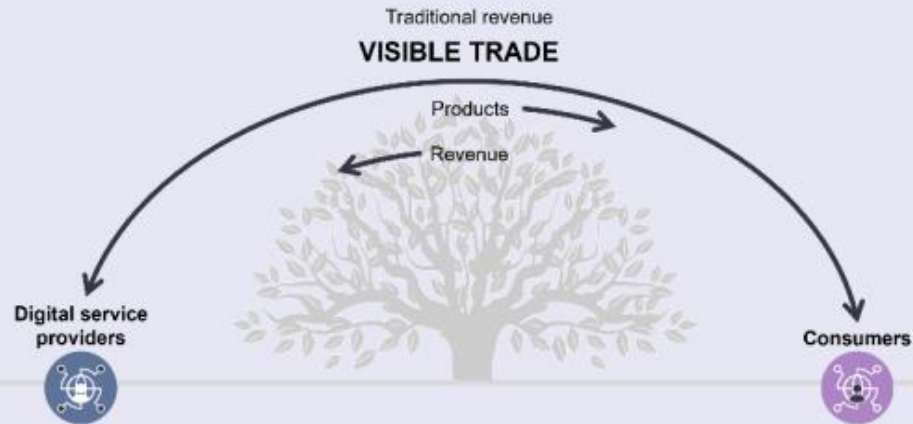 Traditional revenue
VISIBLE TRADE
Products
Revenue
Digital service
providers
Consumers